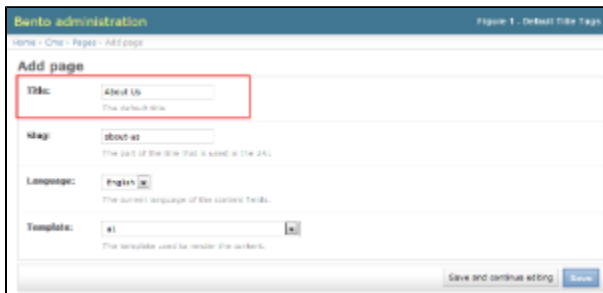 Bento administration
Figure 1 - Default Title Tags
Home › Cms › Pages › Add page
Add page
Title:
About Us
The default title
Slug:
about-us
The part of the title that is used in the URL.
Language:
English
The current language of the content fields.
Template:
The template used to render the content.
Save and continue editing
Save